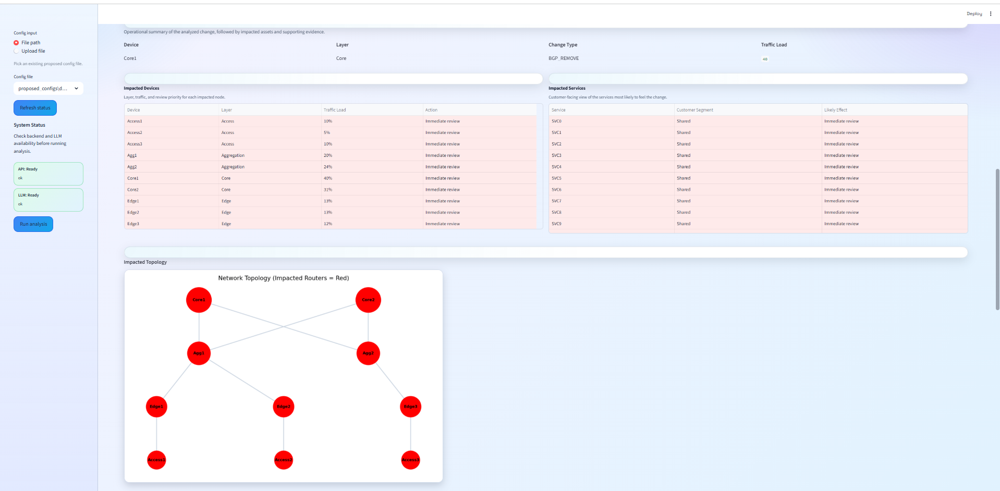 Deploy
Config input
File path
Upload file
Pick an existing proposed config file.
Config file
proposed_configs\d...
Refresh status
System Status
Check backend and LLM
availability before running
analysis.
API: Ready
ok
LLM: Ready
ok
Run analysis
Operational summary of the analyzed change, followed by impacted assets and supporting evidence.
Device Layer Change Type Traffic Load
Core1 Core BGP_REMOVE 40
Impacted Devices
Layer, traffic, and review priority for each impacted node.
Device Layer Traffic Load Action
Access1 Access 10% Immediate review
Access2 Access 5% Immediate review
Access3 Access 10% Immediate review
Agg1 Aggregation 20% Immediate review
Agg2 Aggregation 24% Immediate review
Core1 Core 40% Immediate review
Core2 Core 31% Immediate review
Edge1 Edge 13% Immediate review
Edge2 Edge 13% Immediate review
Edge3 Edge 12% Immediate review
Impacted Services
Customer-facing view of the services most likely to feel the change.
Service Customer Segment Likely Effect
SVC0 Shared Immediate review
SVC1 Shared Immediate review
SVC2 Shared Immediate review
SVC3 Shared Immediate review
SVC4 Shared Immediate review
SVC5 Shared Immediate review
SVC6 Shared Immediate review
SVC7 Shared Immediate review
SVC8 Shared Immediate review
SVC9 Shared Immediate review
Impacted Topology
Network Topology (Impacted Routers = Red)
Core1 Core2
Agg1 Agg2
Edge1 Edge2 Edge3
Access1 Access2 Access3